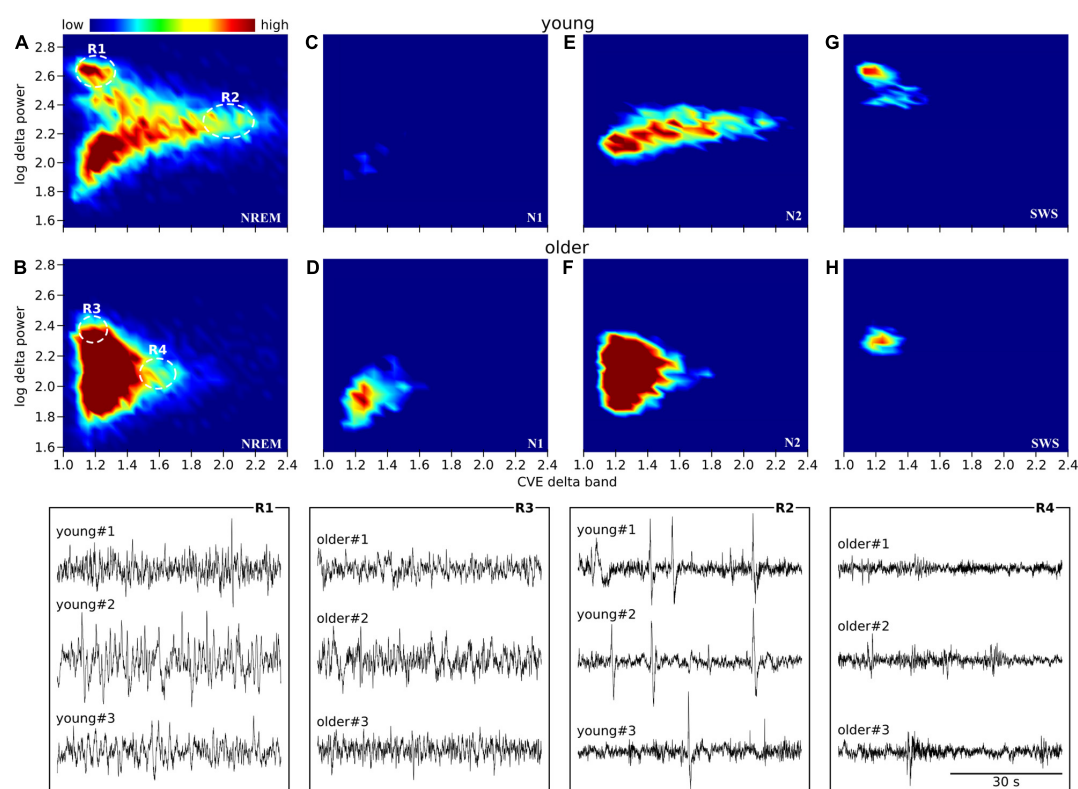 low high young
A C E G
R1
R2
2.8
2.6
2.4
2.2
2.0
1.8
1.6
log delta power
NREM N1 N2 SWS
1.0 1.2 1.4 1.6 1.8 2.0 2.2 2.4
older
B D F H
R3
R4
2.8
2.6
2.4
2.2
2.0
1.8
1.6
log delta power
NREM N1 N2 SWS
1.0 1.2 1.4 1.6 1.8 2.0 2.2 2.4 1.0 1.2 1.4 1.6 1.8 2.0 2.2 2.4 1.0 1.2 1.4 1.6 1.8 2.0 2.2 2.4
CVE delta band
R1
young#1
young#2
young#3
R3
older#1
older#2
older#3
R2
young#1
young#2
young#3
R4
older#1
older#2
older#3
30 s